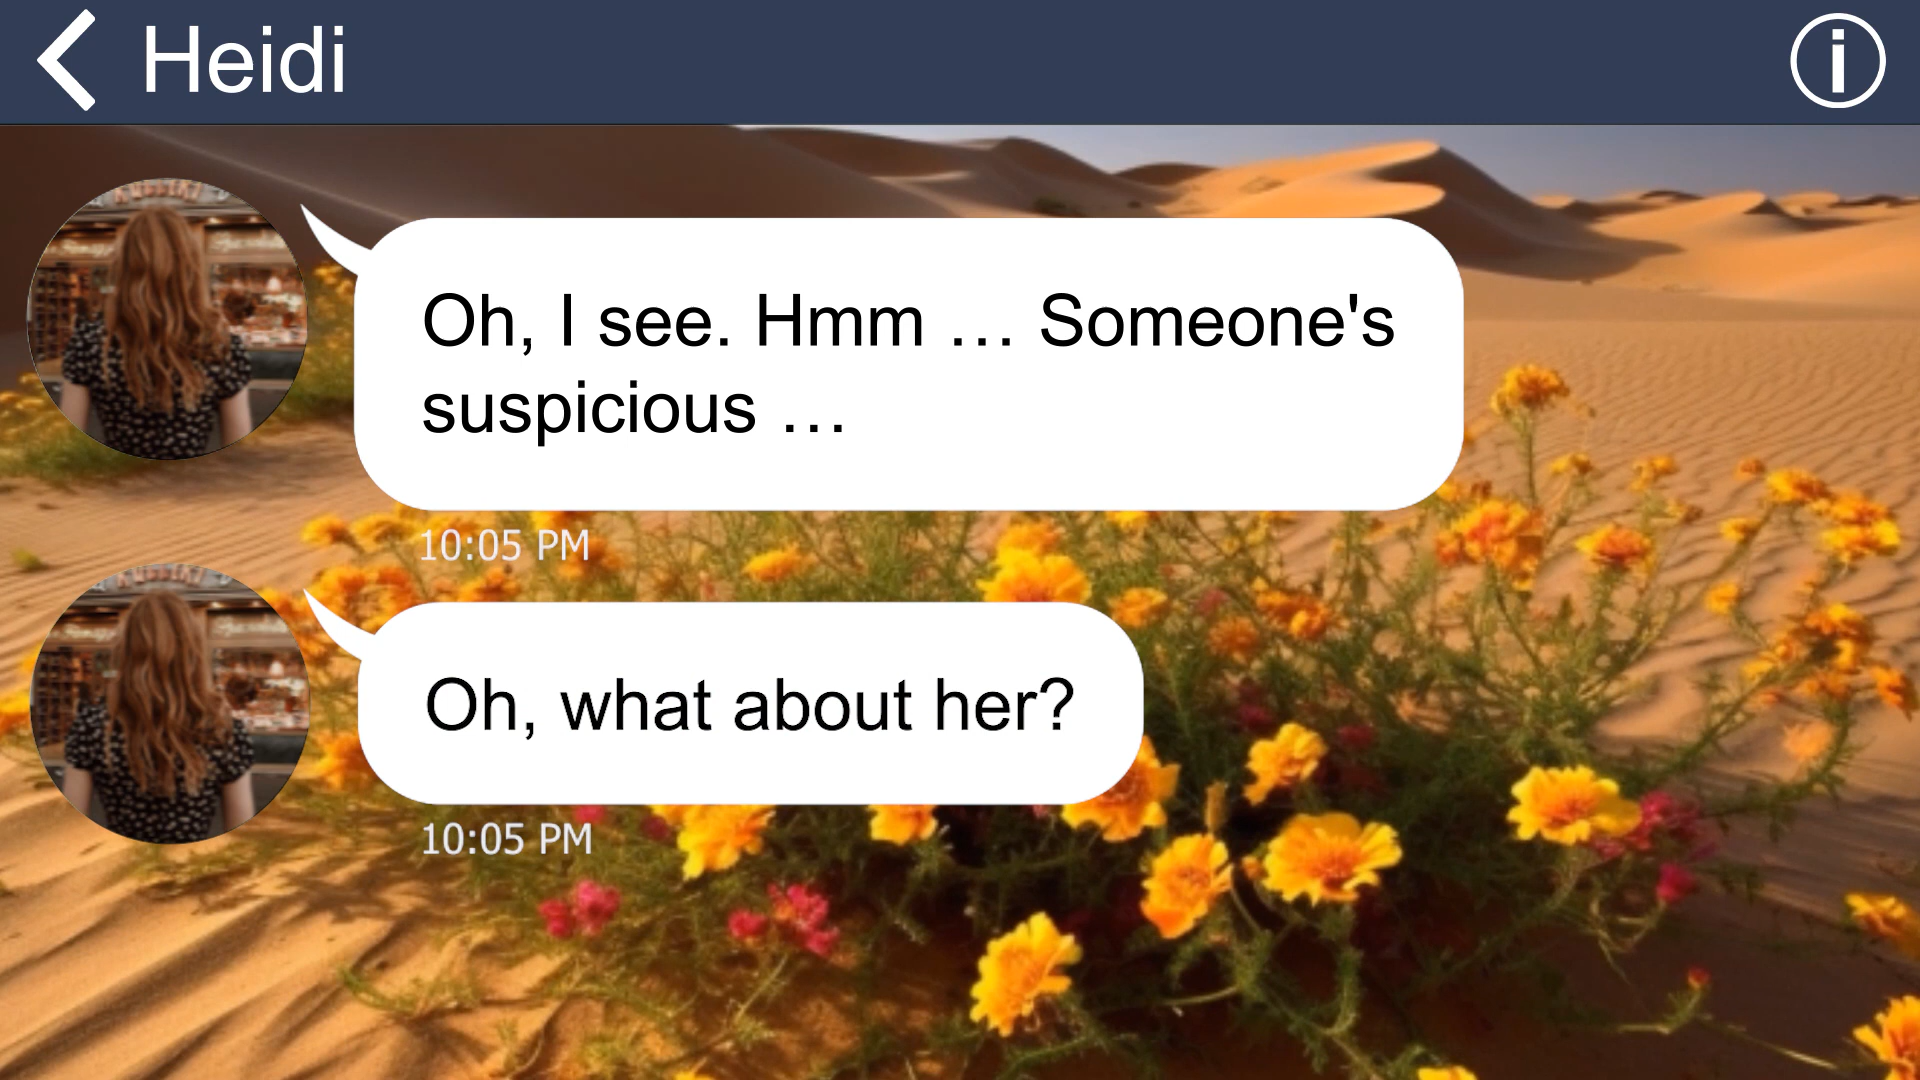 Heidi
Oh, I see. Hmm … Someone's
suspicious …
10:05 PM
Oh, what about her?
10:05 PM